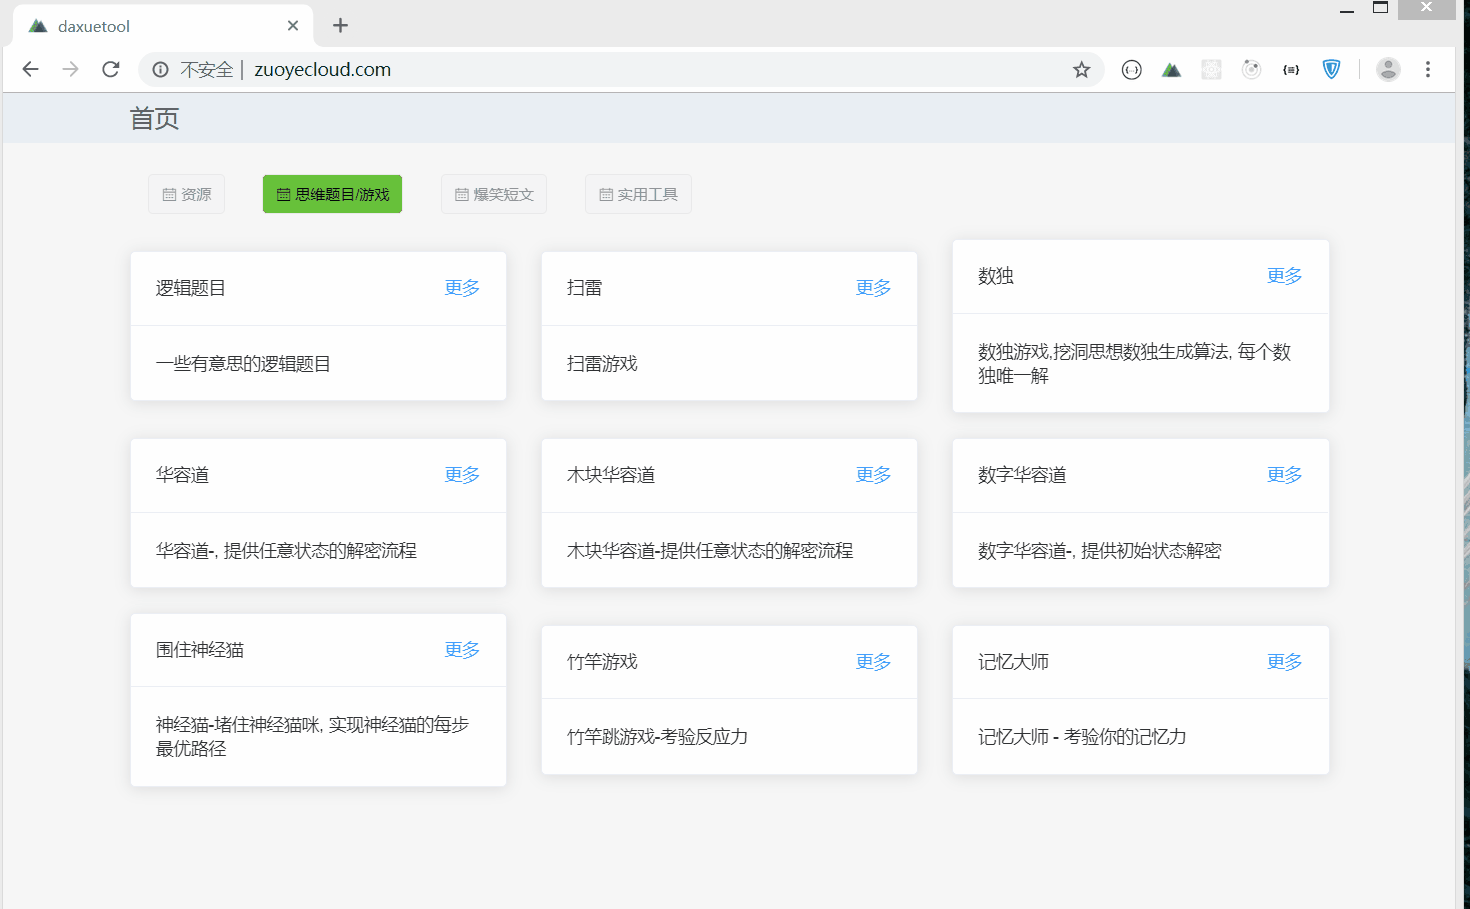 daxuetool
不安全 zuoyecloud.com
首页
资源
思维题目/游戏
爆笑短文
实用工具
逻辑题目 更多
一些有意思的逻辑题目
扫雷 更多
扫雷游戏
数独 更多
数独游戏,挖洞思想数独生成算法, 每个数
独唯一解
华容道 更多
华容道-, 提供任意状态的解密流程
木块华容道 更多
木块华容道-提供任意状态的解密流程
数字华容道 更多
数字华容道-, 提供初始状态解密
围住神经猫 更多
神经猫-堵住神经猫咪, 实现神经猫的每步
最优路径
竹竿游戏 更多
竹竿跳游戏-考验反应力
记忆大师 更多
记忆大师 - 考验你的记忆力